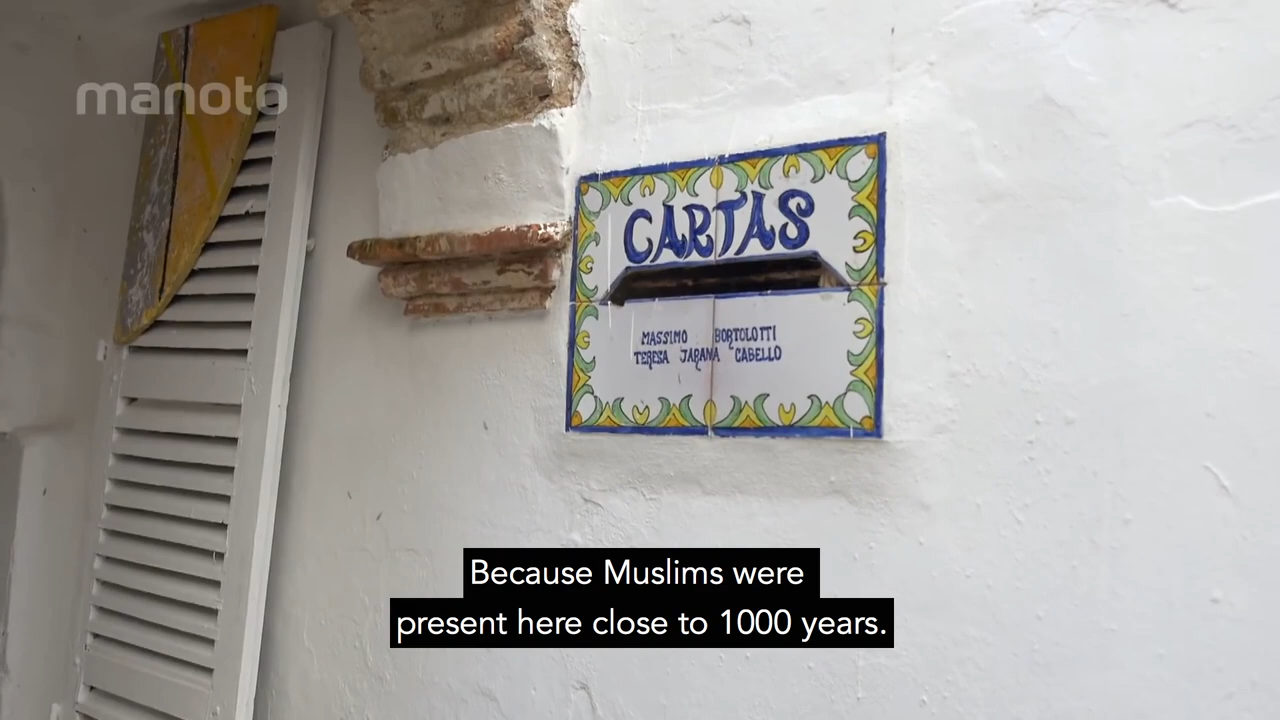 manoto
CARTAS
MASSIMO BORTOLOTTI
TERESA JARANA CABELLO
Because Muslims were
present here close to 1000 years.